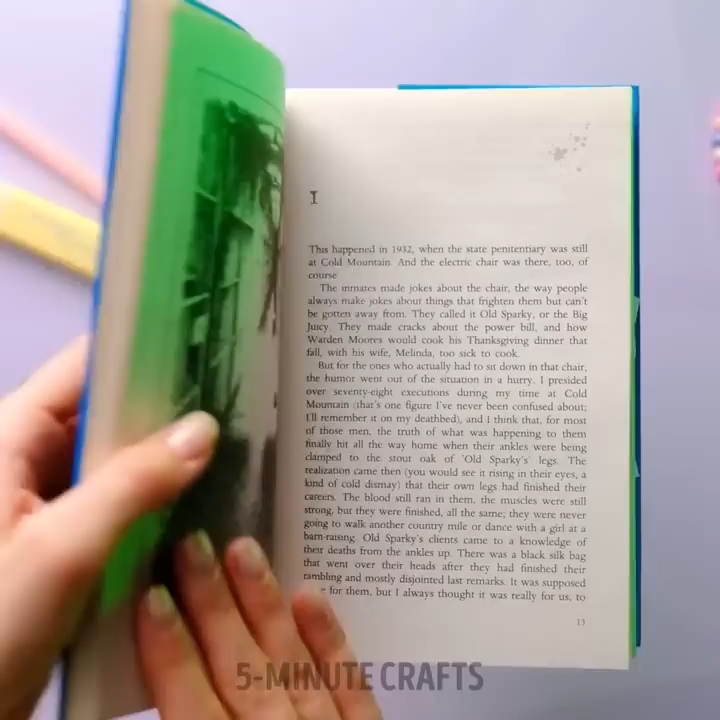 I
This happened in 1932, when the state penitentiary was still
at Cold Mountain. And the electric chair was there, too, of
course
The inmates made jokes about the chair, the way people
always make jokes about things that frighten them but can't
be gotten away from. They called it Old Sparky, or the Big
Juicy. They made cracks about the power bill, and how
Warden Moores would cook his Thanksgiving dinner that
fall, with his wife, Melinda, too sick to cook.
But for the ones who actually had to sit down in that chair,
the humor went out of the situation in a hurry. I presided
over seventy-eight executions during my time at Cold
Mountain (that's one figure I've never been confused about;
I'll remember it on my deathbed), and I think that, for most
of those men, the truth of what was happening to them
finally hit all the way home when their ankles were being
clamped to the stout oak of 'Old Sparky's' legs. The
realization came then (you would see it rising in their eyes, a
kind of cold dismay) that their own legs had finished their
careers. The blood still ran in them, the muscles were still
strong, but they were finished, all the same; they were never
going to walk another country mile or dance with a girl at a
barn-raising. Old Sparky's clients came to a knowledge of
their deaths from the ankles up. There was a black silk bag
that went over their heads after they had finished their
rambling and mostly disjointed last remarks. It was supposed
for them, but I always thought it was really for us, to
13
5-MINUTE CRAFTS